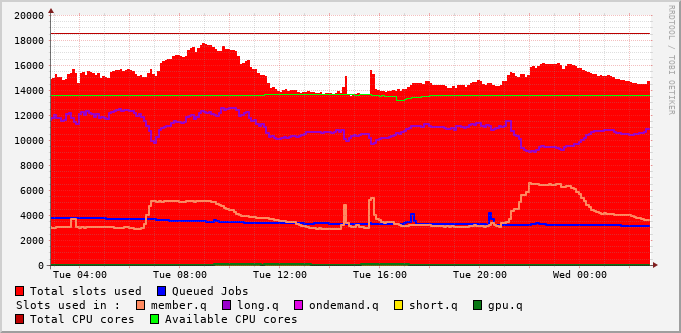 20000
18000
16000
14000
12000
10000
8000
6000
4000
2000
0
Tue 04:00 Tue 08:00 Tue 12:00 Tue 16:00 Tue 20:00 Wed 00:00
Total slots used Queued Jobs
Slots used in : member.q long.q ondemand.q short.q gpu.q
Total CPU cores Available CPU cores
RRDTOOL / TOBI OETIKER